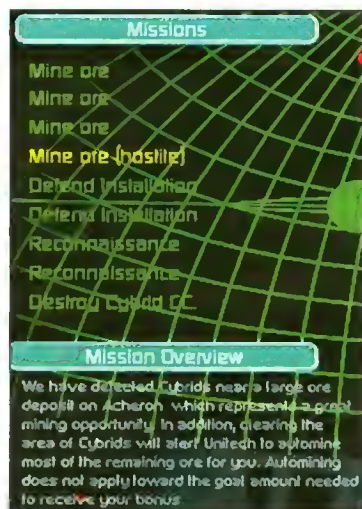 Missions
Mine ore
Mine ore
Mine ore
Mine ore (hostile)
Defend Installation
Defend Installation
Reconnaissance
Reconnaissance
Destroy Cybrid CC
Mission Overview
We have detected Cybrids near a large ore
deposit on Acheron which represents a great
mining opportunity. In addition, clearing the
area of Cybrids will alert Unitech to automine
most of the remaining ore for you. Automining
does not apply toward the goal amount needed
to receive your bonus